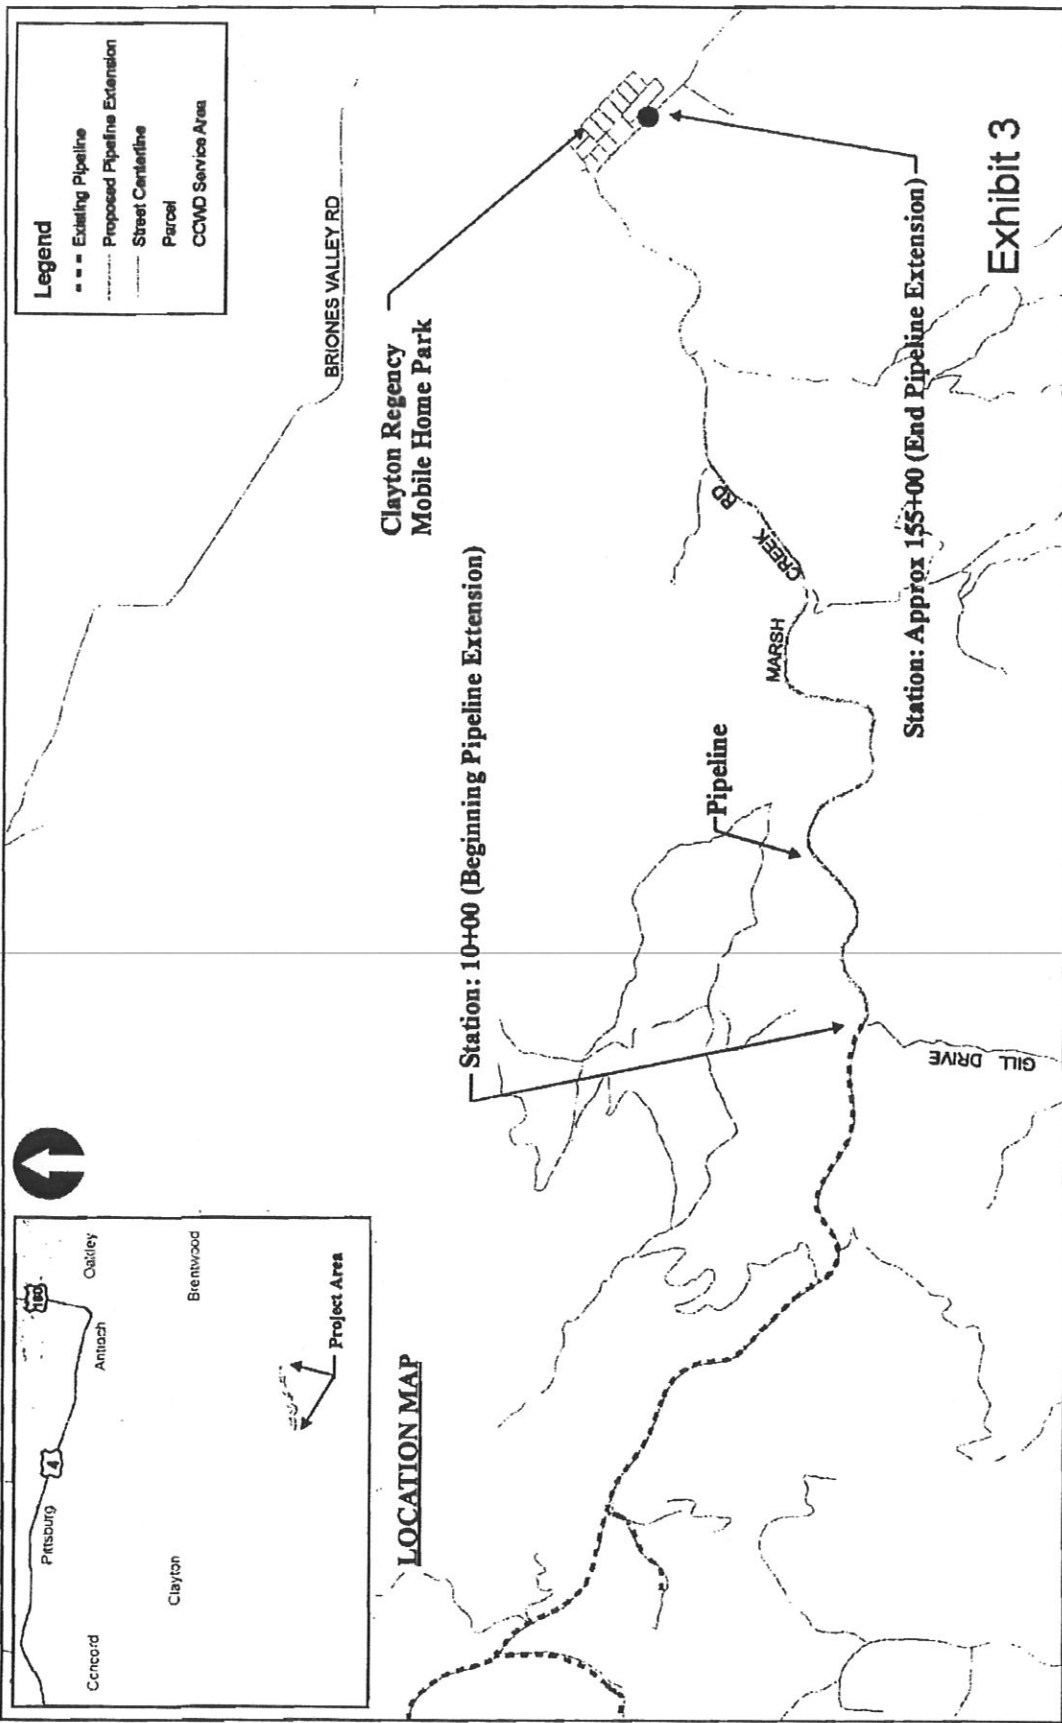 Legend
Existing Pipeline
Proposed Pipeline Extension
Street Centerline
Parcel
CCWD Service Area
BRIONES VALLEY RD
Clayton Regency
Mobile Home Park
Station: 10+00 (Beginning Pipeline Extension)
Pipeline
MARSH
CREEK
RD
GILL DRIVE
Station: Approx 155+00 (End Pipeline Extension)
Exhibit 3
LOCATION MAP
Concord
Pittsburg
4
Antioch
160
Oakley
Clayton
Brentwood
Project Area